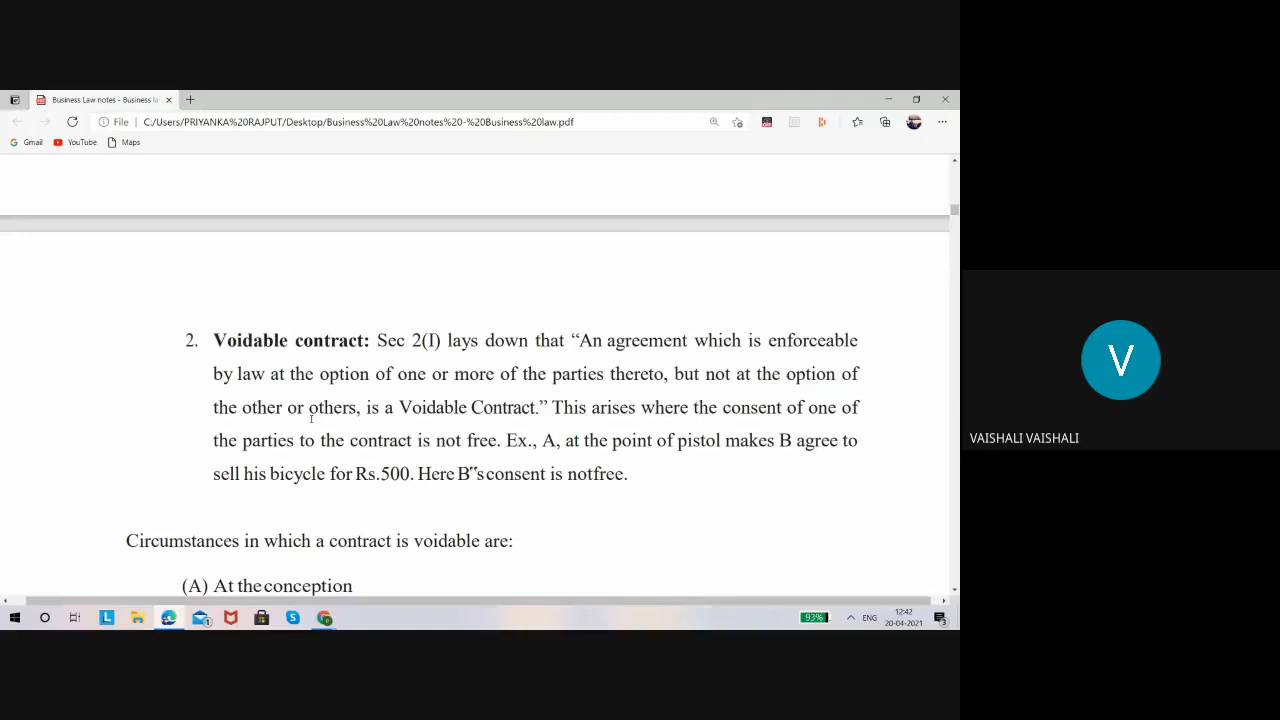 Business Law notes - Business la
File
C:/Users/PRIYANKA%20RAJPUT/Desktop/Business%20Law%20notes%20-%20Business%20law.pdf
Gmail YouTube Maps
2. Voidable contract: Sec 2(I) lays down that “An agreement which is enforceable
by law at the option of one or more of the parties thereto, but not at the option of
the other or others, is a Voidable Contract.” This arises where the consent of one of
the parties to the contract is not free. Ex., A, at the point of pistol makes B agree to
sell his bicycle for Rs.500. Here B‟s consent is notfree.
Circumstances in which a contract is voidable are:
(A) At theconception
V
VAISHALI VAISHALI
93%
ENG
12:42
20-04-2021